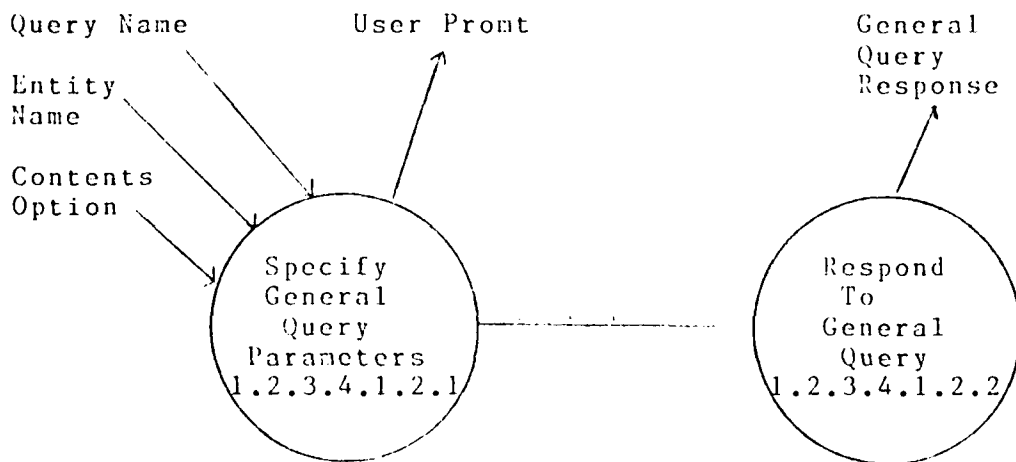 Query Name
Entity
Name
Contents
Option
User Promt
General
Query
Response
Specify
General
Query
Parameters
1.2.3.4.1.2.1
Respond
To
General
Query
1.2.3.4.1.2.2